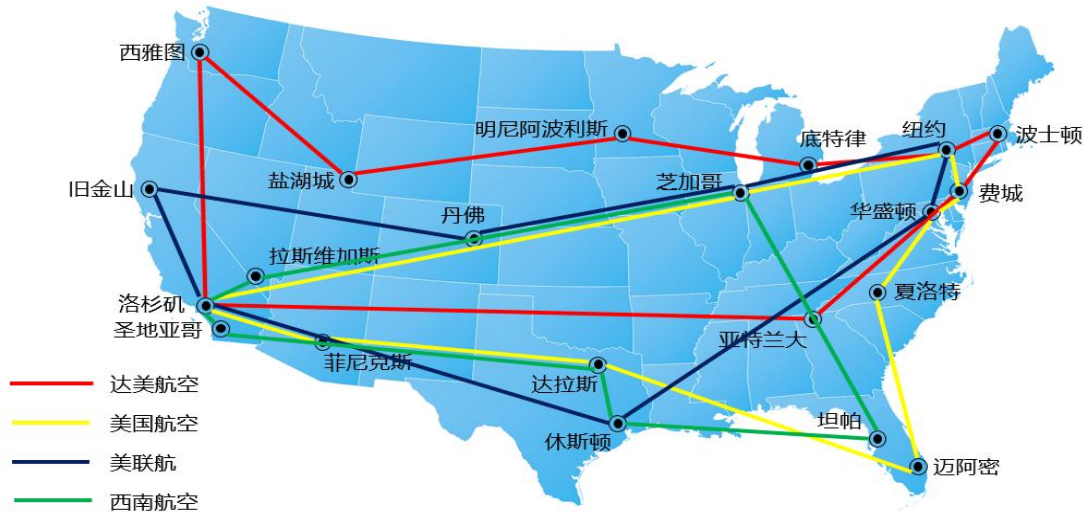 西雅图
明尼阿波利斯
底特律
纽约
波士顿
盐湖城
旧金山
芝加哥
费城
丹佛
华盛顿
拉斯维加斯
洛杉矶
夏洛特
圣地亚哥
亚特兰大
菲尼克斯
达拉斯
休斯顿
坦帕
迈阿密
达美航空
美国航空
美联航
西南航空